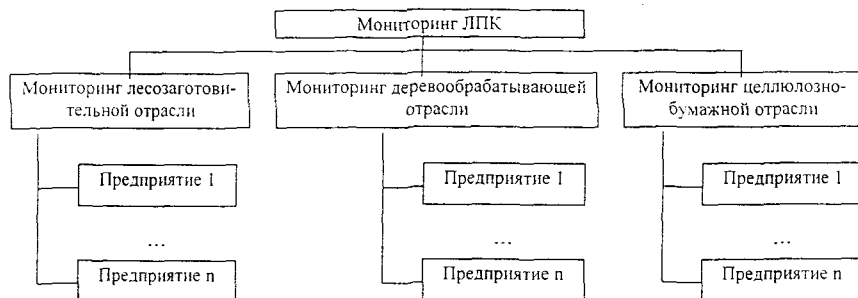 Мониторинг ЛПК
Мониторинг лесозаготови-
тельной отрасли
Мониторинг деревообрабатывающей
отрасли
Мониторинг целлюлозно-
бумажной отрасли
Предприятие 1
Предприятие 1
Предприятие 1
...
...
...
Предприятие n
Предприятие n
Предприятие n